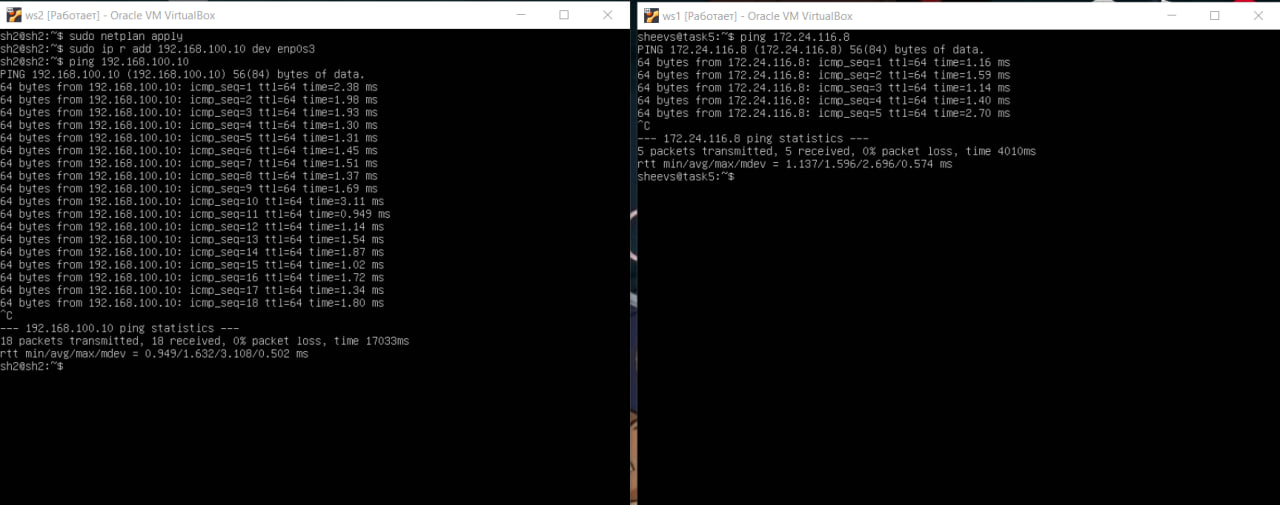 ws2 [Работает] - Oracle VM VirtualBox
sh2@sh2:~$ sudo netplan apply
sh2@sh2:~$ sudo ip r add 192.168.100.10 dev enp0s3
sh2@sh2:~$ ping 192.168.100.10
PING 192.168.100.10 (192.168.100.10) 56(84) bytes of data.
64 bytes from 192.168.100.10: icmp_seq=1 ttl=64 time=2.38 ms
64 bytes from 192.168.100.10: icmp_seq=2 ttl=64 time=1.98 ms
64 bytes from 192.168.100.10: icmp_seq=3 ttl=64 time=1.93 ms
64 bytes from 192.168.100.10: icmp_seq=4 ttl=64 time=1.30 ms
64 bytes from 192.168.100.10: icmp_seq=5 ttl=64 time=1.31 ms
64 bytes from 192.168.100.10: icmp_seq=6 ttl=64 time=1.45 ms
64 bytes from 192.168.100.10: icmp_seq=7 ttl=64 time=1.51 ms
64 bytes from 192.168.100.10: icmp_seq=8 ttl=64 time=1.37 ms
64 bytes from 192.168.100.10: icmp_seq=9 ttl=64 time=1.69 ms
64 bytes from 192.168.100.10: icmp_seq=10 ttl=64 time=3.11 ms
64 bytes from 192.168.100.10: icmp_seq=11 ttl=64 time=0.949 ms
64 bytes from 192.168.100.10: icmp_seq=12 ttl=64 time=1.14 ms
64 bytes from 192.168.100.10: icmp_seq=13 ttl=64 time=1.54 ms
64 bytes from 192.168.100.10: icmp_seq=14 ttl=64 time=1.87 ms
64 bytes from 192.168.100.10: icmp_seq=15 ttl=64 time=1.02 ms
64 bytes from 192.168.100.10: icmp_seq=16 ttl=64 time=1.72 ms
64 bytes from 192.168.100.10: icmp_seq=17 ttl=64 time=1.34 ms
64 bytes from 192.168.100.10: icmp_seq=18 ttl=64 time=1.80 ms
^C
--- 192.168.100.10 ping statistics ---
18 packets transmitted, 18 received, 0% packet loss, time 17033ms
rtt min/avg/max/mdev = 0.949/1.632/3.108/0.502 ms
sh2@sh2:~$
ws1 [Работает] - Oracle VM VirtualBox
sheevs@task5:~$ ping 172.24.116.8
PING 172.24.116.8 (172.24.116.8) 56(84) bytes of data.
64 bytes from 172.24.116.8: icmp_seq=1 ttl=64 time=1.16 ms
64 bytes from 172.24.116.8: icmp_seq=2 ttl=64 time=1.59 ms
64 bytes from 172.24.116.8: icmp_seq=3 ttl=64 time=1.14 ms
64 bytes from 172.24.116.8: icmp_seq=4 ttl=64 time=1.40 ms
64 bytes from 172.24.116.8: icmp_seq=5 ttl=64 time=2.70 ms
^C
--- 172.24.116.8 ping statistics ---
5 packets transmitted, 5 received, 0% packet loss, time 4010ms
rtt min/avg/max/mdev = 1.137/1.596/2.696/0.574 ms
sheevs@task5:~$